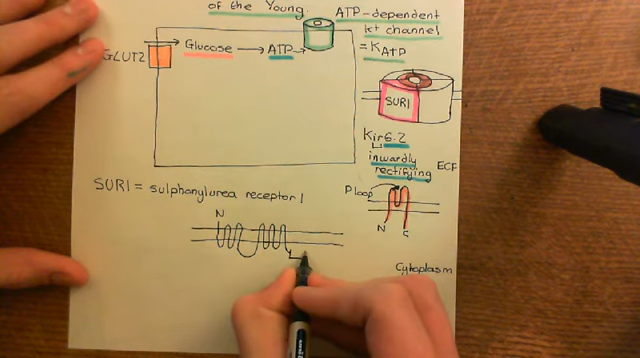 of the Young
ATP-dependent
K+ channel
= KATP
GLUT2
Glucose → ATP →
SUR1
Kir6.2
inwardly
rectifying
ECF
P loop
N C
SUR1 = sulphonylurea receptor 1
N
Cytoplasm